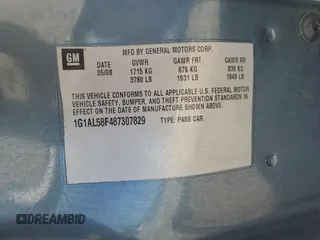 GM
MFD BY GENERAL MOTORS CORP.
DATE GVWR GAWR FRT GAWR RR
05/08 1715 KG 876 KG 839 KG
3780 LB 1931 LB 1849 LB
THIS VEHICLE CONFORMS TO ALL APPLICABLE U.S. FEDERAL MOTOR
VEHICLE SAFETY, BUMPER, AND THEFT PREVENTION STANDARDS
IN EFFECT ON THE DATE OF MANUFACTURE SHOWN ABOVE.
1G1AL58F487307829 TYPE: PASS CAR
DREAMBID